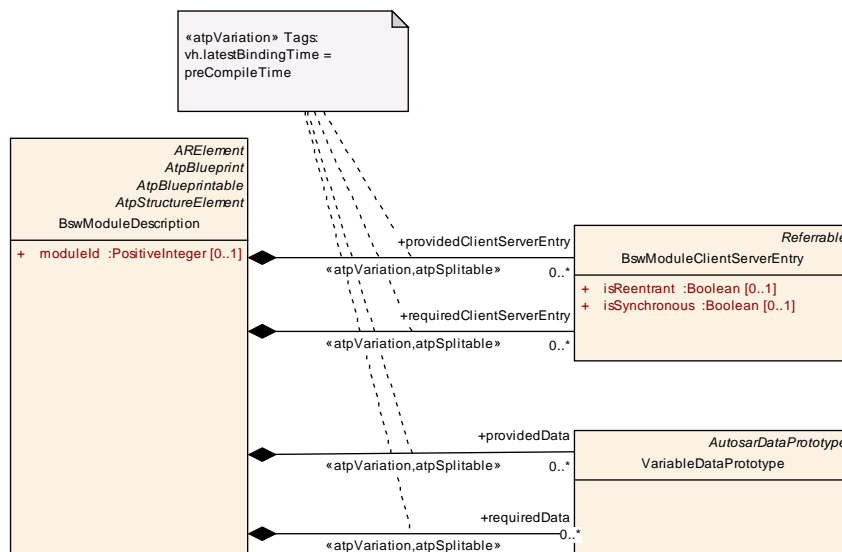 «atpVariation» Tags:
vh.latestBindingTime =
preCompileTime
ARElement
AtpBlueprint
AtpBlueprintable
AtpStructureElement
BswModuleDescription
+ moduleId :PositiveInteger [0..1]
+providedClientServerEntry
«atpVariation,atpSplitable»
0..*
Referrable
BswModuleClientServerEntry
+ isReentrant :Boolean [0..1]
+ isSynchronous :Boolean [0..1]
+requiredClientServerEntry
«atpVariation,atpSplitable»
0..*
+providedData
«atpVariation,atpSplitable»
0..*
AutosarDataPrototype
VariableDataPrototype
+requiredData
0..*
«atpVariation,atpSplitable»